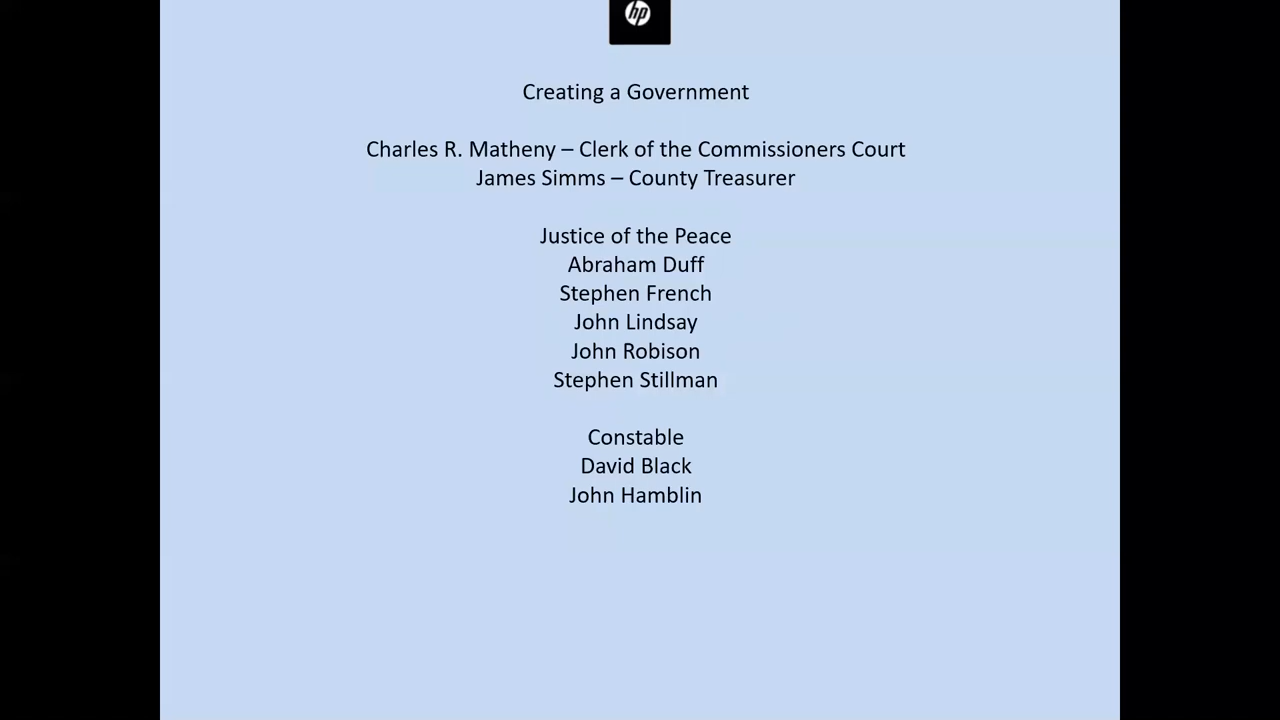 hp
Creating a Government
Charles R. Matheny – Clerk of the Commissioners Court
James Simms – County Treasurer
Justice of the Peace
Abraham Duff
Stephen French
John Lindsay
John Robison
Stephen Stillman
Constable
David Black
John Hamblin